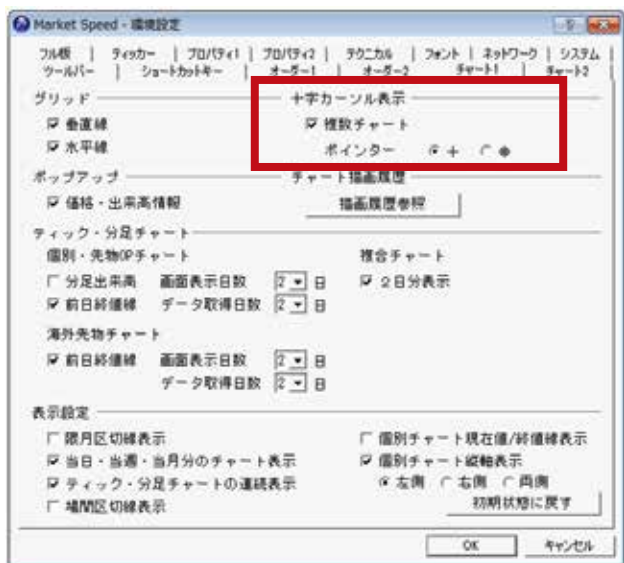 Market Speed - 環境設定
フル板 | ティッカー | プロパティ1 | プロパティ2 | テクニカル | フォント | ネットワーク | システム
ツールバー | ショートカットキー | オーダー1 | オーダー2 チャート1 | チャート2
グリッド 十字カーソル表示
垂直線 複数チャート
水平線 ポインター + ◆
ポップアップ チャート描画履歴
価格・出来高情報 描画履歴参照
ティック・分足チャート
個別・先物OPチャート 複合チャート
分足出来高 画面表示日数 2 日 2日分表示
前日終値線 データ取得日数 2 日
海外先物チャート
前日終値線 画面表示日数 2 日
データ取得日数 2 日
表示設定
限月区切線表示 個別チャート現在値/終値線表示
当日・当週・当月分のチャート表示 個別チャート縦軸表示
ティック・分足チャートの連続表示 左側 右側 両側
場間区切線表示 初期状態に戻す
OK キャンセル